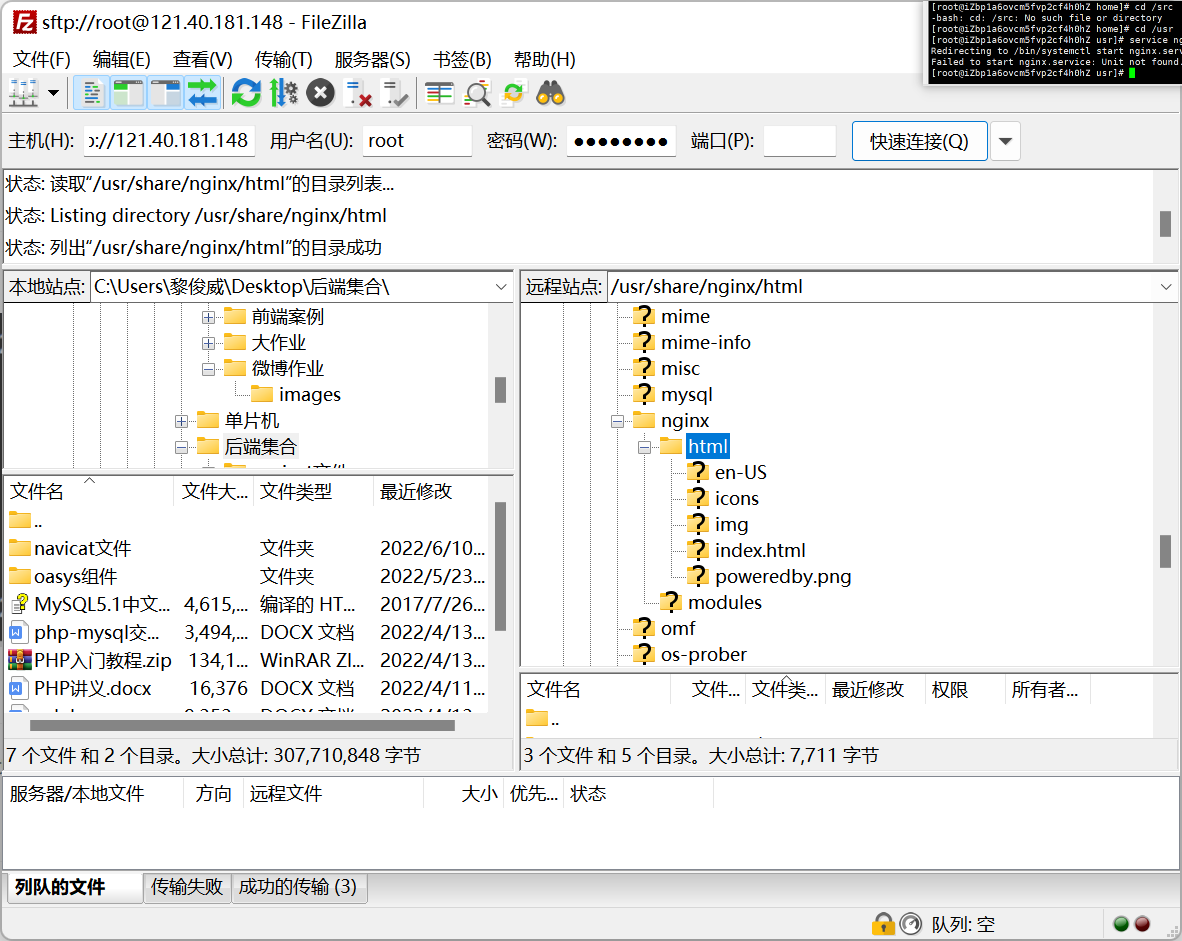 sftp://root@121.40.181.148 - FileZilla
[root@iZbp1a6ovcm5fvp2cf4h0hZ home]# cd /src
-bash: cd: /src: No such file or directory
[root@iZbp1a6ovcm5fvp2cf4h0hZ home]# cd /usr
[root@iZbp1a6ovcm5fvp2cf4h0hZ usr]# service ng
Redirecting to /bin/systemctl start nginx.serv
Failed to start nginx.service: Unit not found.
[root@iZbp1a6ovcm5fvp2cf4h0hZ usr]#
文件(F) 编辑(E) 查看(V) 传输(T) 服务器(S) 书签(B) 帮助(H)
主机(H): p://121.40.181.148 用户名(U): root 密码(W): ●●●●●●●● 端口(P): 快速连接(Q)
状态: 读取“/usr/share/nginx/html”的目录列表...
状态: Listing directory /usr/share/nginx/html
状态: 列出“/usr/share/nginx/html”的目录成功
本地站点: C:\Users\黎俊威\Desktop\后端集合\
前端案例
大作业
微博作业
images
单片机
后端集合
文件名 文件大... 文件类型 最近修改
..
navicat文件 文件夹 2022/6/10...
oasys组件 文件夹 2022/5/23...
MySQL5.1中文... 4,615,... 编译的 HT... 2017/7/26...
php-mysql交... 3,494,... DOCX 文档 2022/4/13...
PHP入门教程.zip 134,1... WinRAR ZI... 2022/4/13...
PHP讲义.docx 16,376 DOCX 文档 2022/4/11...
7 个文件 和 2 个目录。大小总计: 307,710,848 字节
远程站点: /usr/share/nginx/html
mime
mime-info
misc
mysql
nginx
html
en-US
icons
img
index.html
poweredby.png
modules
omf
os-prober
文件名 文件... 文件类... 最近修改 权限 所有者...
..
3 个文件 和 5 个目录。大小总计: 7,711 字节
服务器/本地文件 方向 远程文件 大小 优先... 状态
列队的文件 传输失败 成功的传输 (3)
队列: 空